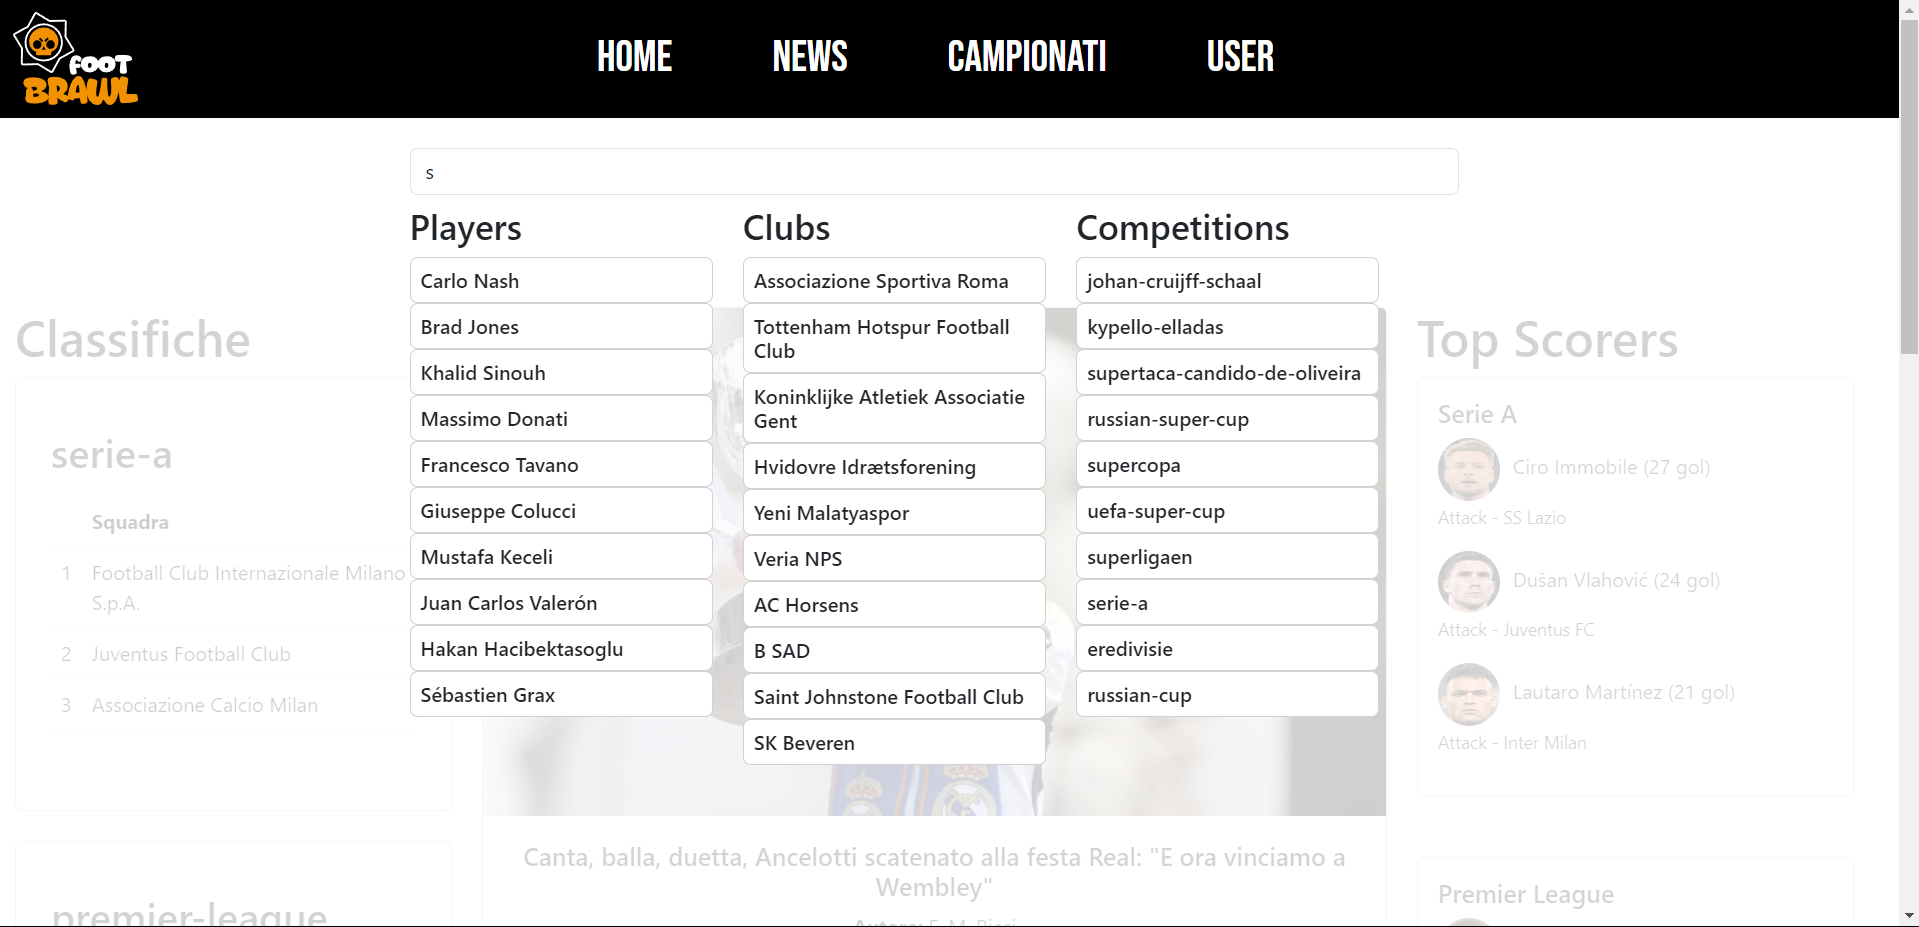 FOOT
BRAWL
HOME
NEWS
CAMPIONATI
USER
s
Players
Carlo Nash
Brad Jones
Khalid Sinouh
Massimo Donati
Francesco Tavano
Giuseppe Colucci
Mustafa Keceli
Juan Carlos Valerón
Hakan Hacibektasoglu
Sébastien Grax
Clubs
Associazione Sportiva Roma
Tottenham Hotspur Football
Club
Koninklijke Atletiek Associatie
Gent
Hvidovre Idrætsforening
Yeni Malatyaspor
Veria NPS
AC Horsens
B SAD
Saint Johnstone Football Club
SK Beveren
Competitions
johan-cruijff-schaal
kypello-elladas
supertaca-candido-de-oliveira
russian-super-cup
supercopa
uefa-super-cup
superligaen
serie-a
eredivisie
russian-cup
Classifiche
serie-a
Squadra
1 Football Club Internazionale Milano
S.p.A.
2 Juventus Football Club
3 Associazione Calcio Milan
premier-league
Canta, balla, duetta, Ancelotti scatenato alla festa Real: "E ora vinciamo a
Wembley"
Autore: F. M. Ricci
Top Scorers
Serie A
Ciro Immobile (27 gol)
Attack - SS Lazio
Dušan Vlahović (24 gol)
Attack - Juventus FC
Lautaro Martínez (21 gol)
Attack - Inter Milan
Premier League